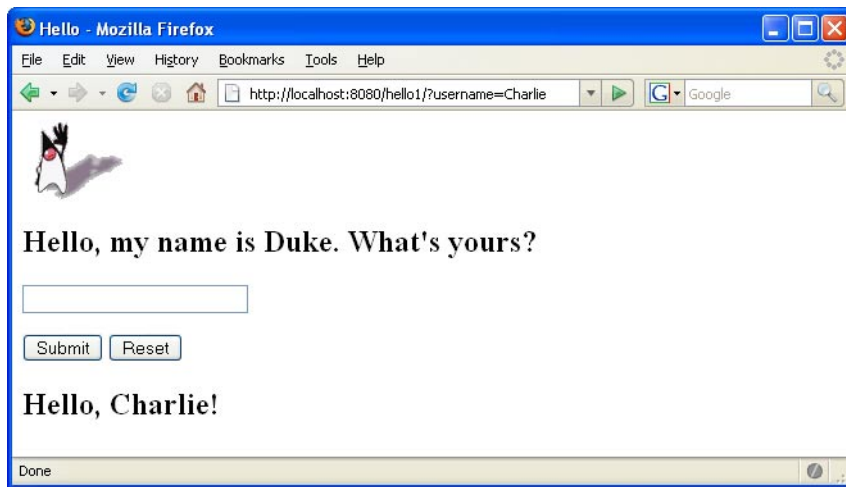 Hello - Mozilla Firefox
File Edit View History Bookmarks Tools Help
http://localhost:8080/hello1/?username=Charlie G Google
Hello, my name is Duke. What's yours?
Submit Reset
Hello, Charlie!
Done